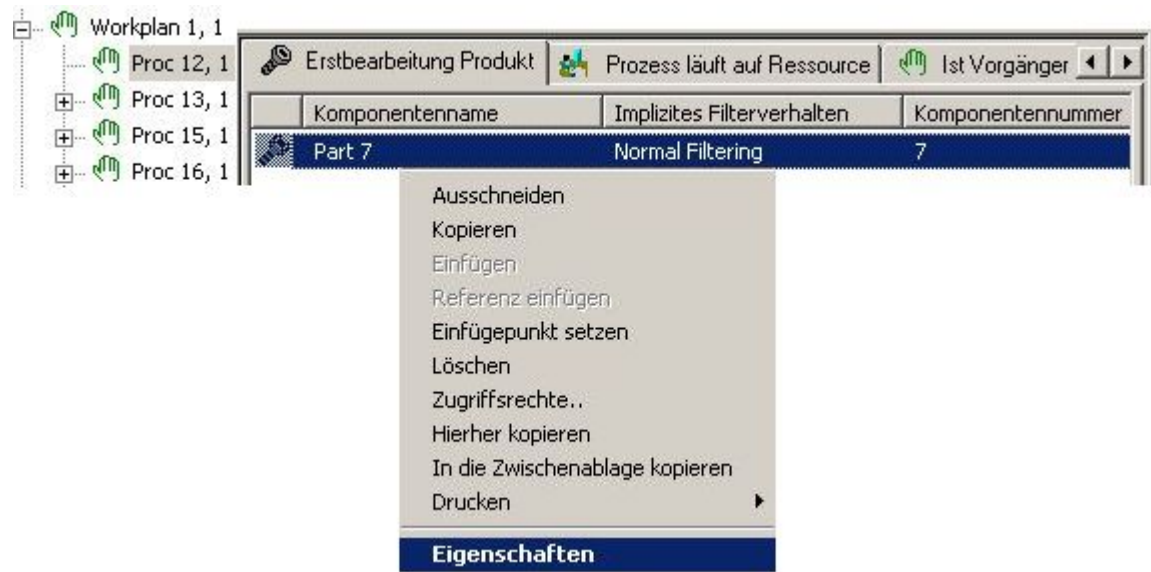 Workplan 1, 1
Proc 12, 1
Proc 13, 1
Proc 15, 1
Proc 16, 1
Erstbearbeitung Produkt Prozess läuft auf Ressource Ist Vorgänger
Komponentenname Implizites Filterverhalten Komponentennummer
Part 7 Normal Filtering 7
Ausschneiden
Kopieren
Einfügen
Referenz einfügen
Einfügepunkt setzen
Löschen
Zugriffsrechte..
Hierher kopieren
In die Zwischenablage kopieren
Drucken
Eigenschaften